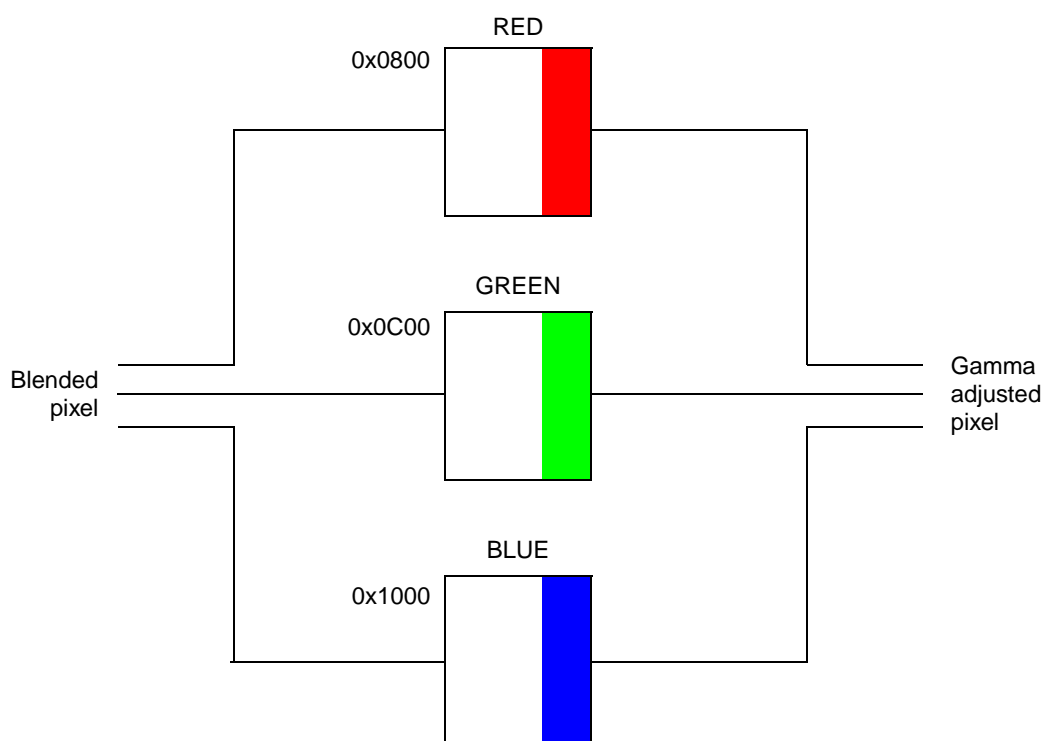 RED
0x0800
GREEN
0x0C00
Blended
pixel
Gamma
adjusted
pixel
BLUE
0x1000